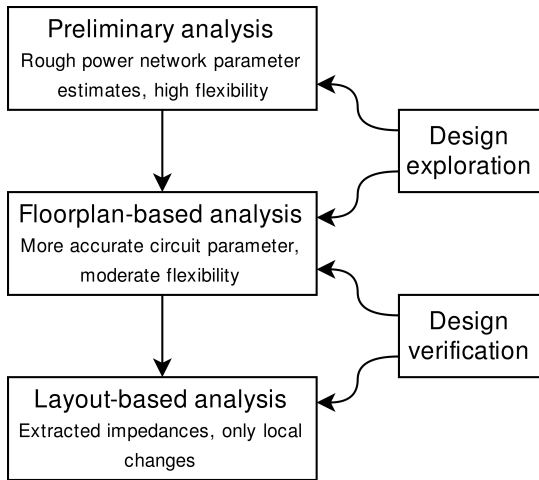 Preliminary analysis
Rough power network parameter
estimates, high flexibility
Design
exploration
Floorplan-based analysis
More accurate circuit parameter,
moderate flexibility
Design
verification
Layout-based analysis
Extracted impedances, only local
changes